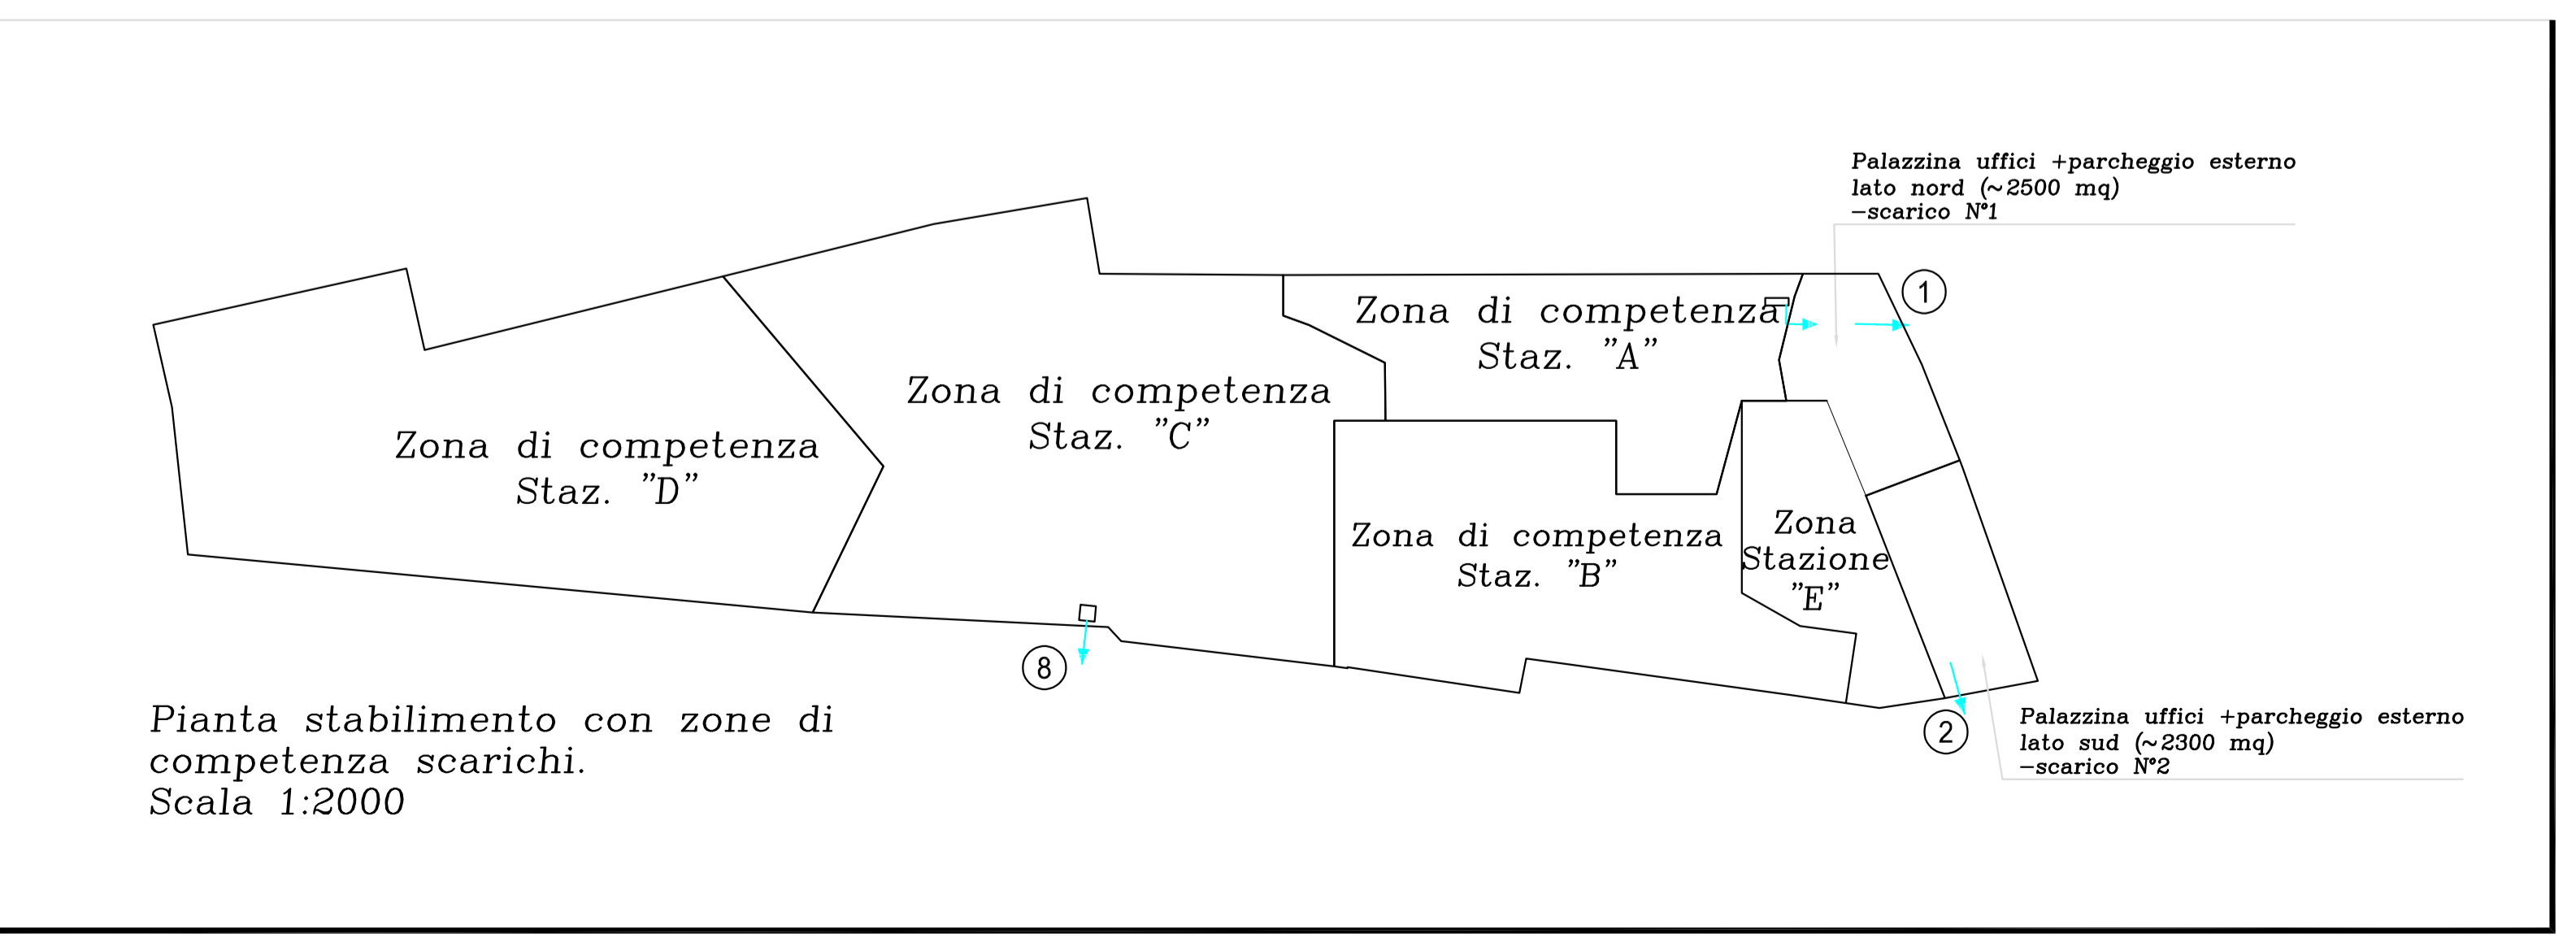 Palazzina uffici +parcheggio esterno
lato nord (~2500 mq)
-scarico N°1
1
Zona di competenza
Staz. "A"
Zona di competenza
Staz. "C"
Zona di competenza
Staz. "D"
Zona di competenza
Staz. "B"
Zona
Stazione
"E"
8
2
Palazzina uffici +parcheggio esterno
lato sud (~2300 mq)
-scarico N°2
Pianta stabilimento con zone di
competenza scarichi.
Scala 1:2000